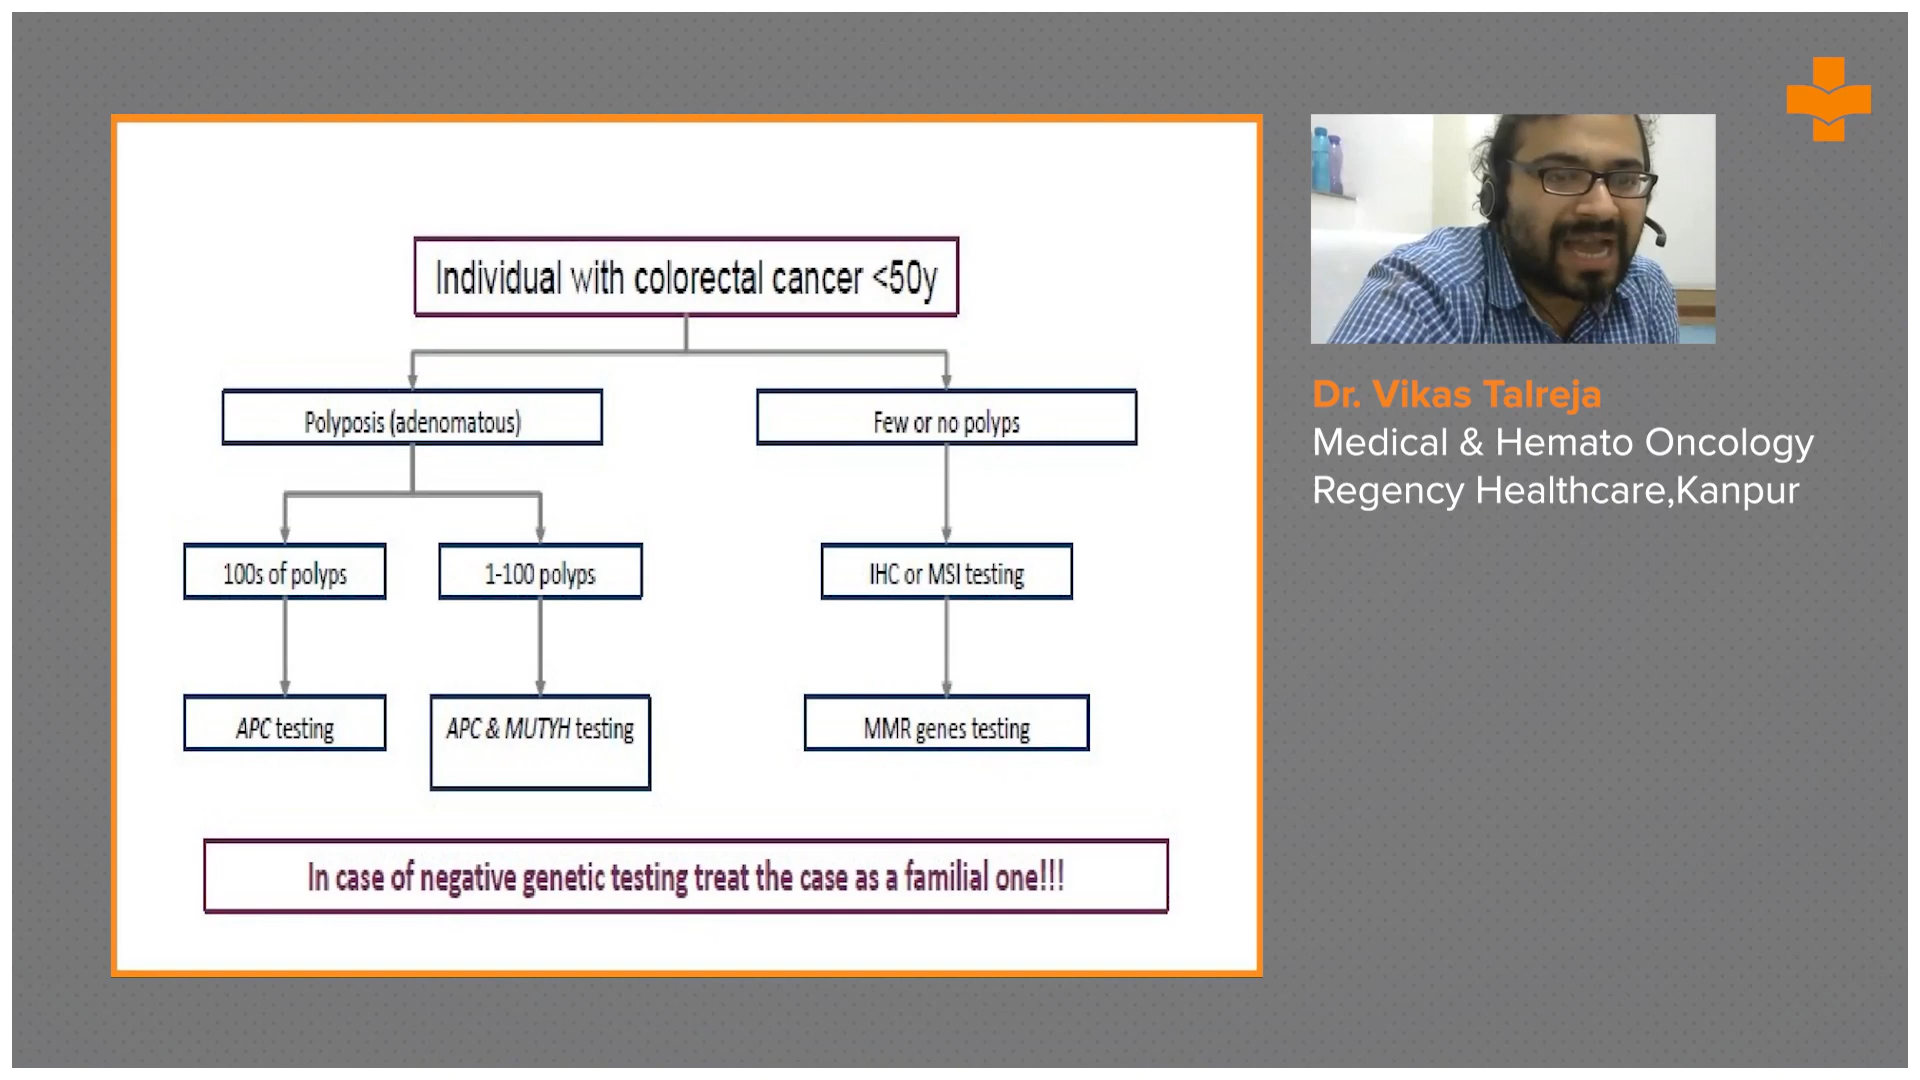 Individual with colorectal cancer <50y
Polyposis (adenomatous)
Few or no polyps
100s of polyps
1-100 polyps
IHC or MSI testing
APC testing
APC & MUTYH testing
MMR genes testing
In case of negative genetic testing treat the case as a familial one!!!
Dr. Vikas Talreja
Medical & Hemato Oncology
Regency Healthcare,Kanpur